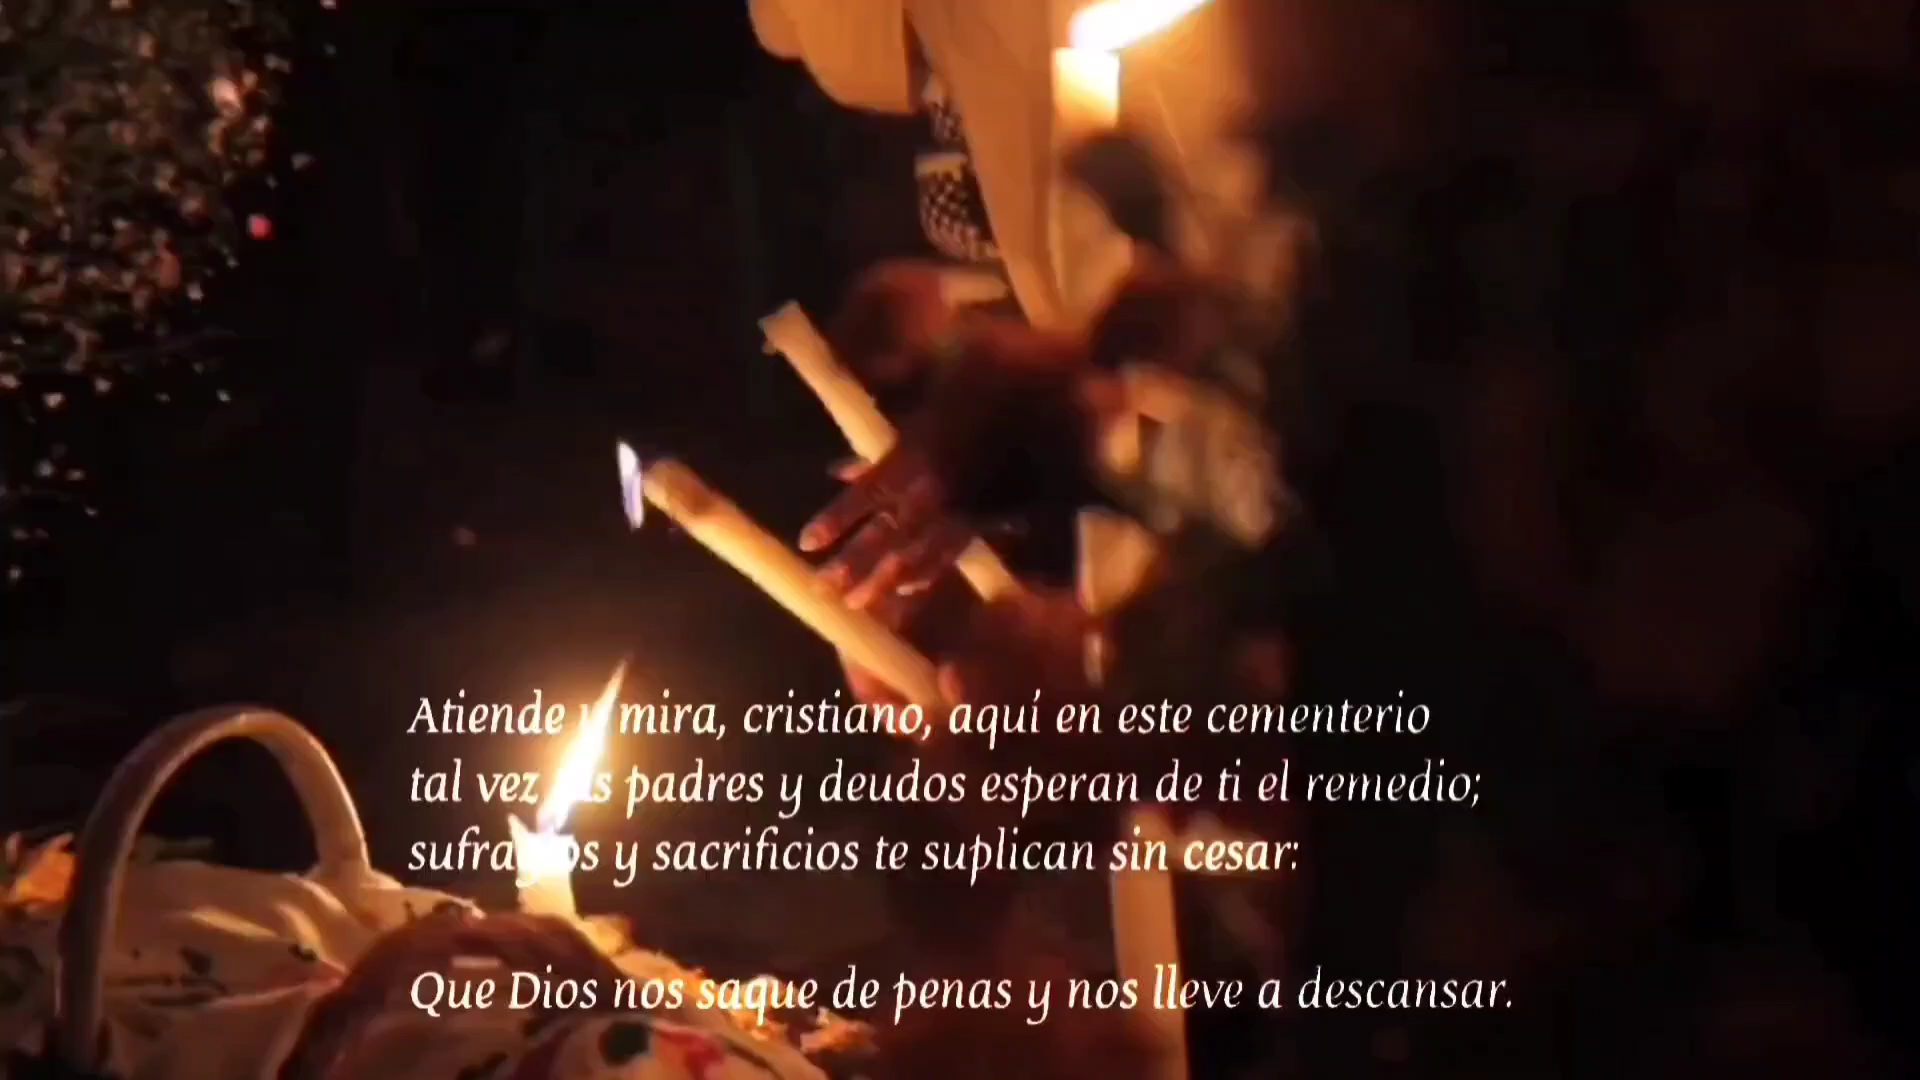 Atiende y mira, cristiano, aquí en este cementerio
tal vez padres y deudos esperan de ti el remedio;
sufragios y sacrificios te suplican sin cesar:
Que Dios nos saque de penas y nos lleve a descansar.